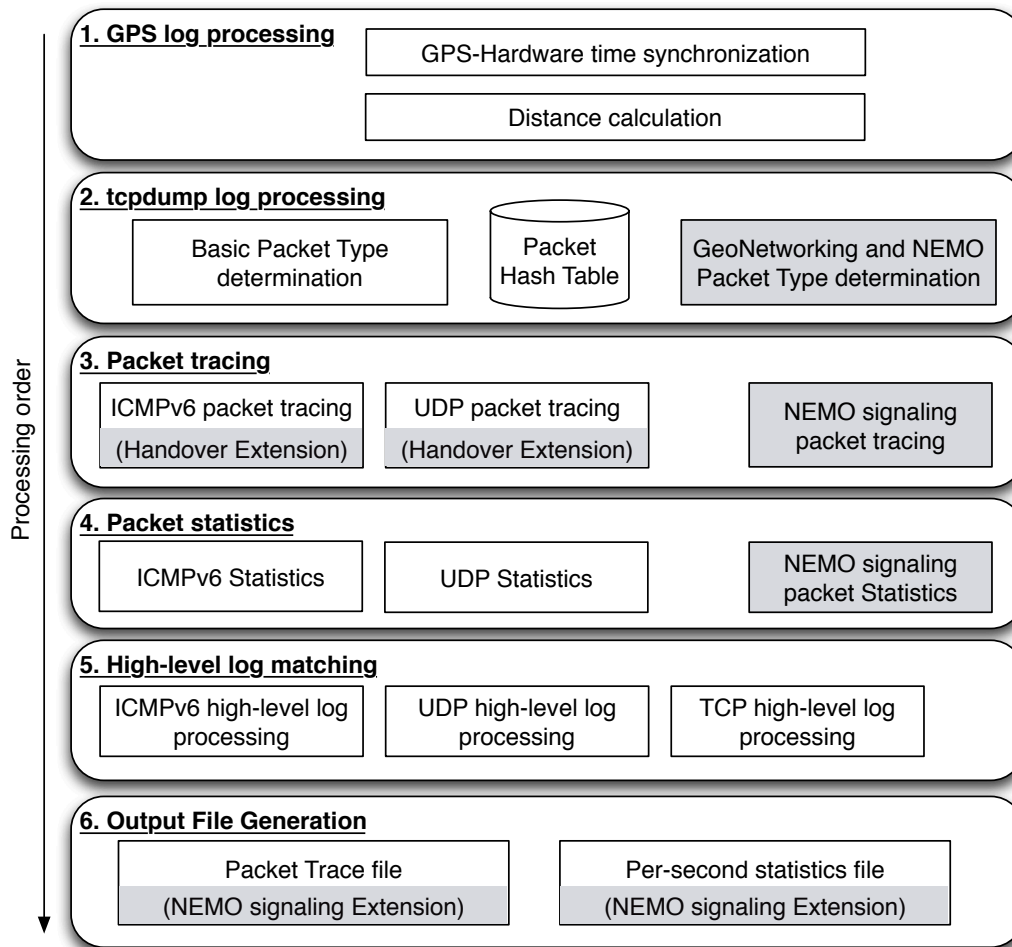 Processing order
1. GPS log processing
GPS-Hardware time synchronization
Distance calculation
2. tcpdump log processing
Basic Packet Type
determination
Packet
Hash Table
GeoNetworking and NEMO
Packet Type determination
3. Packet tracing
ICMPv6 packet tracing
(Handover Extension)
UDP packet tracing
(Handover Extension)
NEMO signaling
packet tracing
4. Packet statistics
ICMPv6 Statistics
UDP Statistics
NEMO signaling
packet Statistics
5. High-level log matching
ICMPv6 high-level log
processing
UDP high-level log
processing
TCP high-level log
processing
6. Output File Generation
Packet Trace file
(NEMO signaling Extension)
Per-second statistics file
(NEMO signaling Extension)